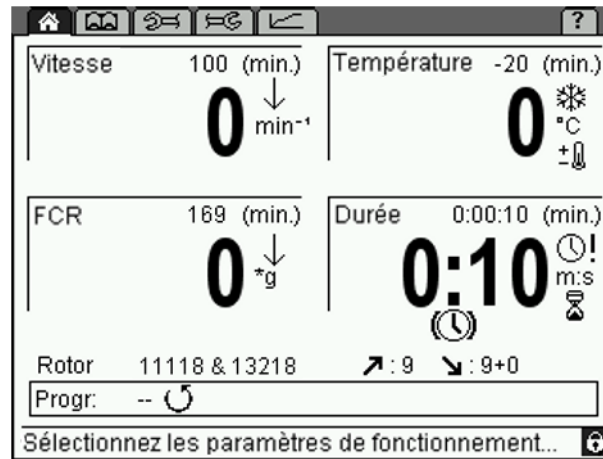 ?
Vitesse 100 (min.)
0 min⁻¹
Température -20 (min.)
0 °C
±
FCR 169 (min.)
0 *g
Durée 0:00:10 (min.)
0:10 ! m:s
Rotor 11118 & 13218 ↗: 9 ↘: 9+0
Progr: --
Sélectionnez les paramètres de fonctionnement...